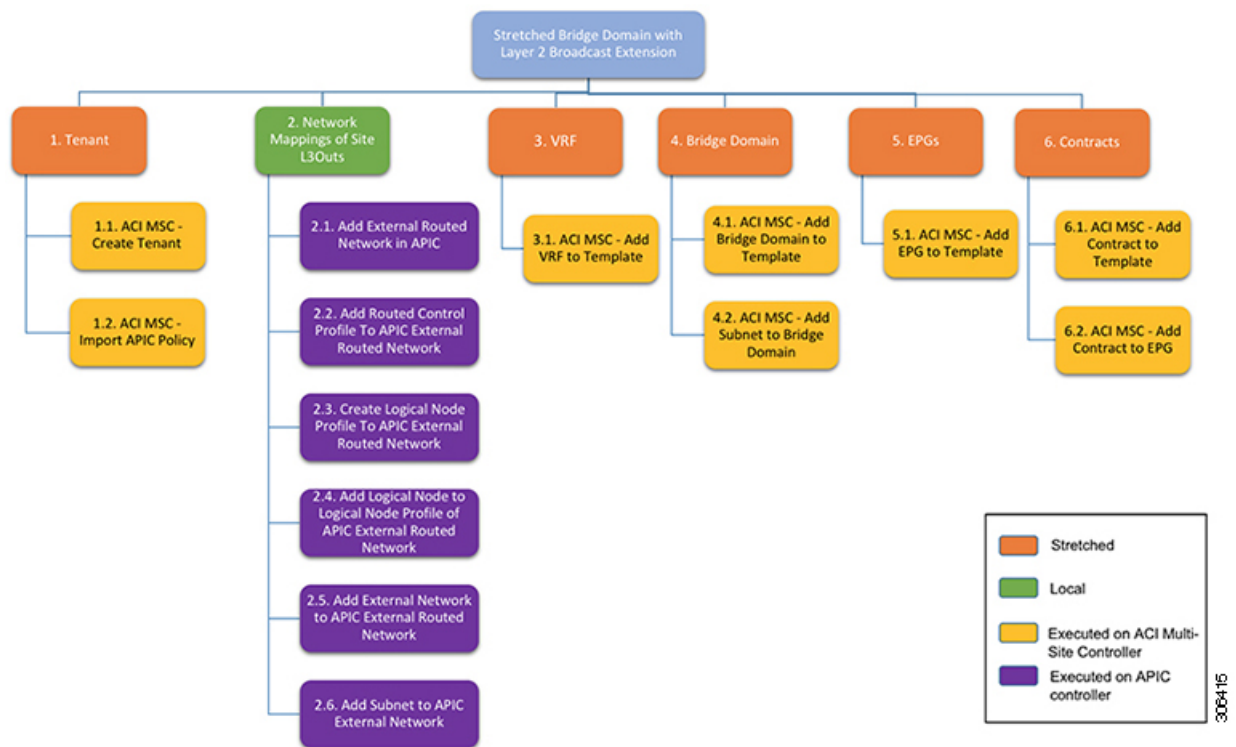 Stretched Bridge Domain with
Layer 2 Broadcast Extension
1. Tenant
2. Network
Mappings of Site
L3Outs
3. VRF
4. Bridge Domain
5. EPGs
6. Contracts
1.1. ACI MSC -
Create Tenant
1.2. ACI MSC -
Import APIC Policy
2.1. Add External Routed
Network in APIC
2.2. Add Routed Control
Profile To APIC External
Routed Network
2.3. Create Logical Node
Profile To APIC External
Routed Network
2.4. Add Logical Node to
Logical Node Profile of
APIC External Routed
Network
2.5. Add External Network
to APIC External Routed
Network
2.6. Add Subnet to APIC
External Network
3.1. ACI MSC - Add
VRF to Template
4.1. ACI MSC - Add
Bridge Domain to
Template
4.2. ACI MSC - Add
Subnet to Bridge
Domain
5.1. ACI MSC - Add
EPG to Template
6.1. ACI MSC - Add
Contract to
Template
6.2. ACI MSC - Add
Contract to EPG
Stretched
Local
Executed on ACI Multi-
Site Controller
Executed on APIC
controller
306415